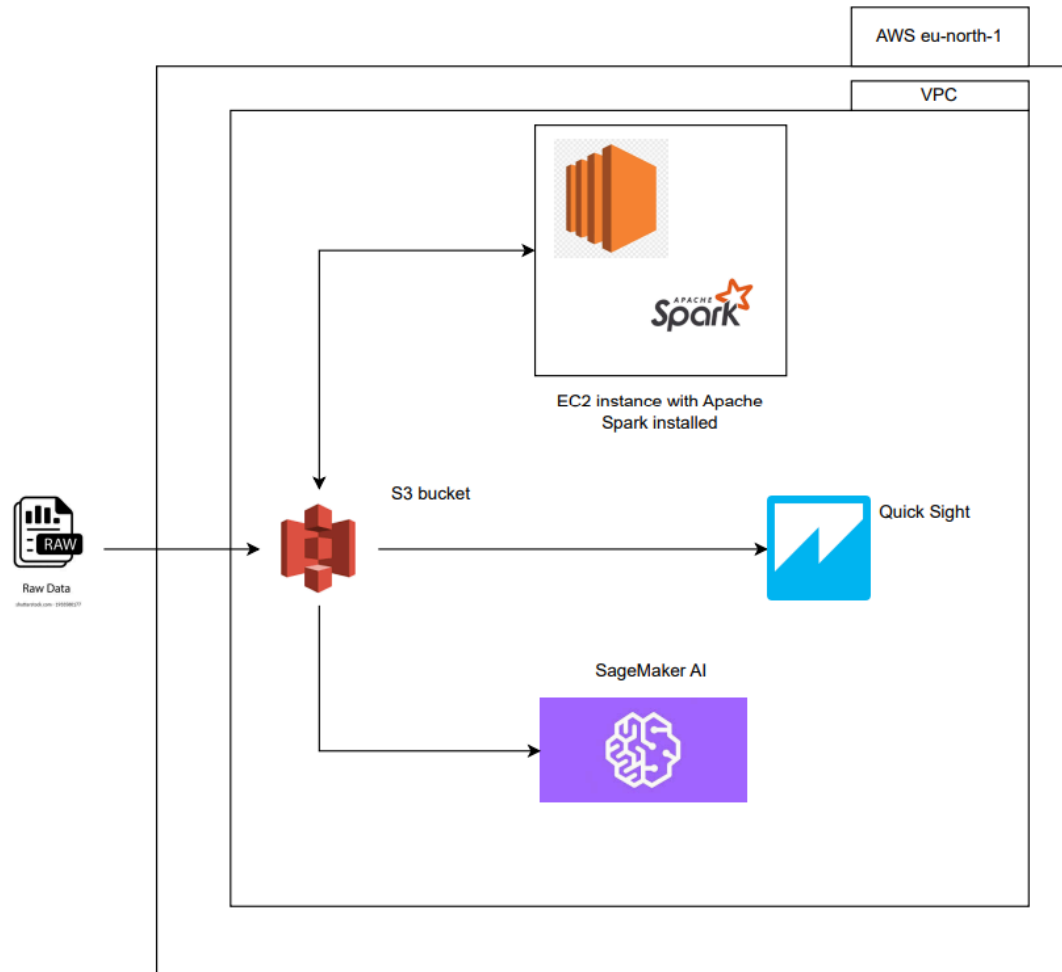 AWS eu-north-1
VPC
APACHE
Spark
EC2 instance with Apache
Spark installed
S3 bucket
Quick Sight
RAW
Raw Data
SageMaker AI